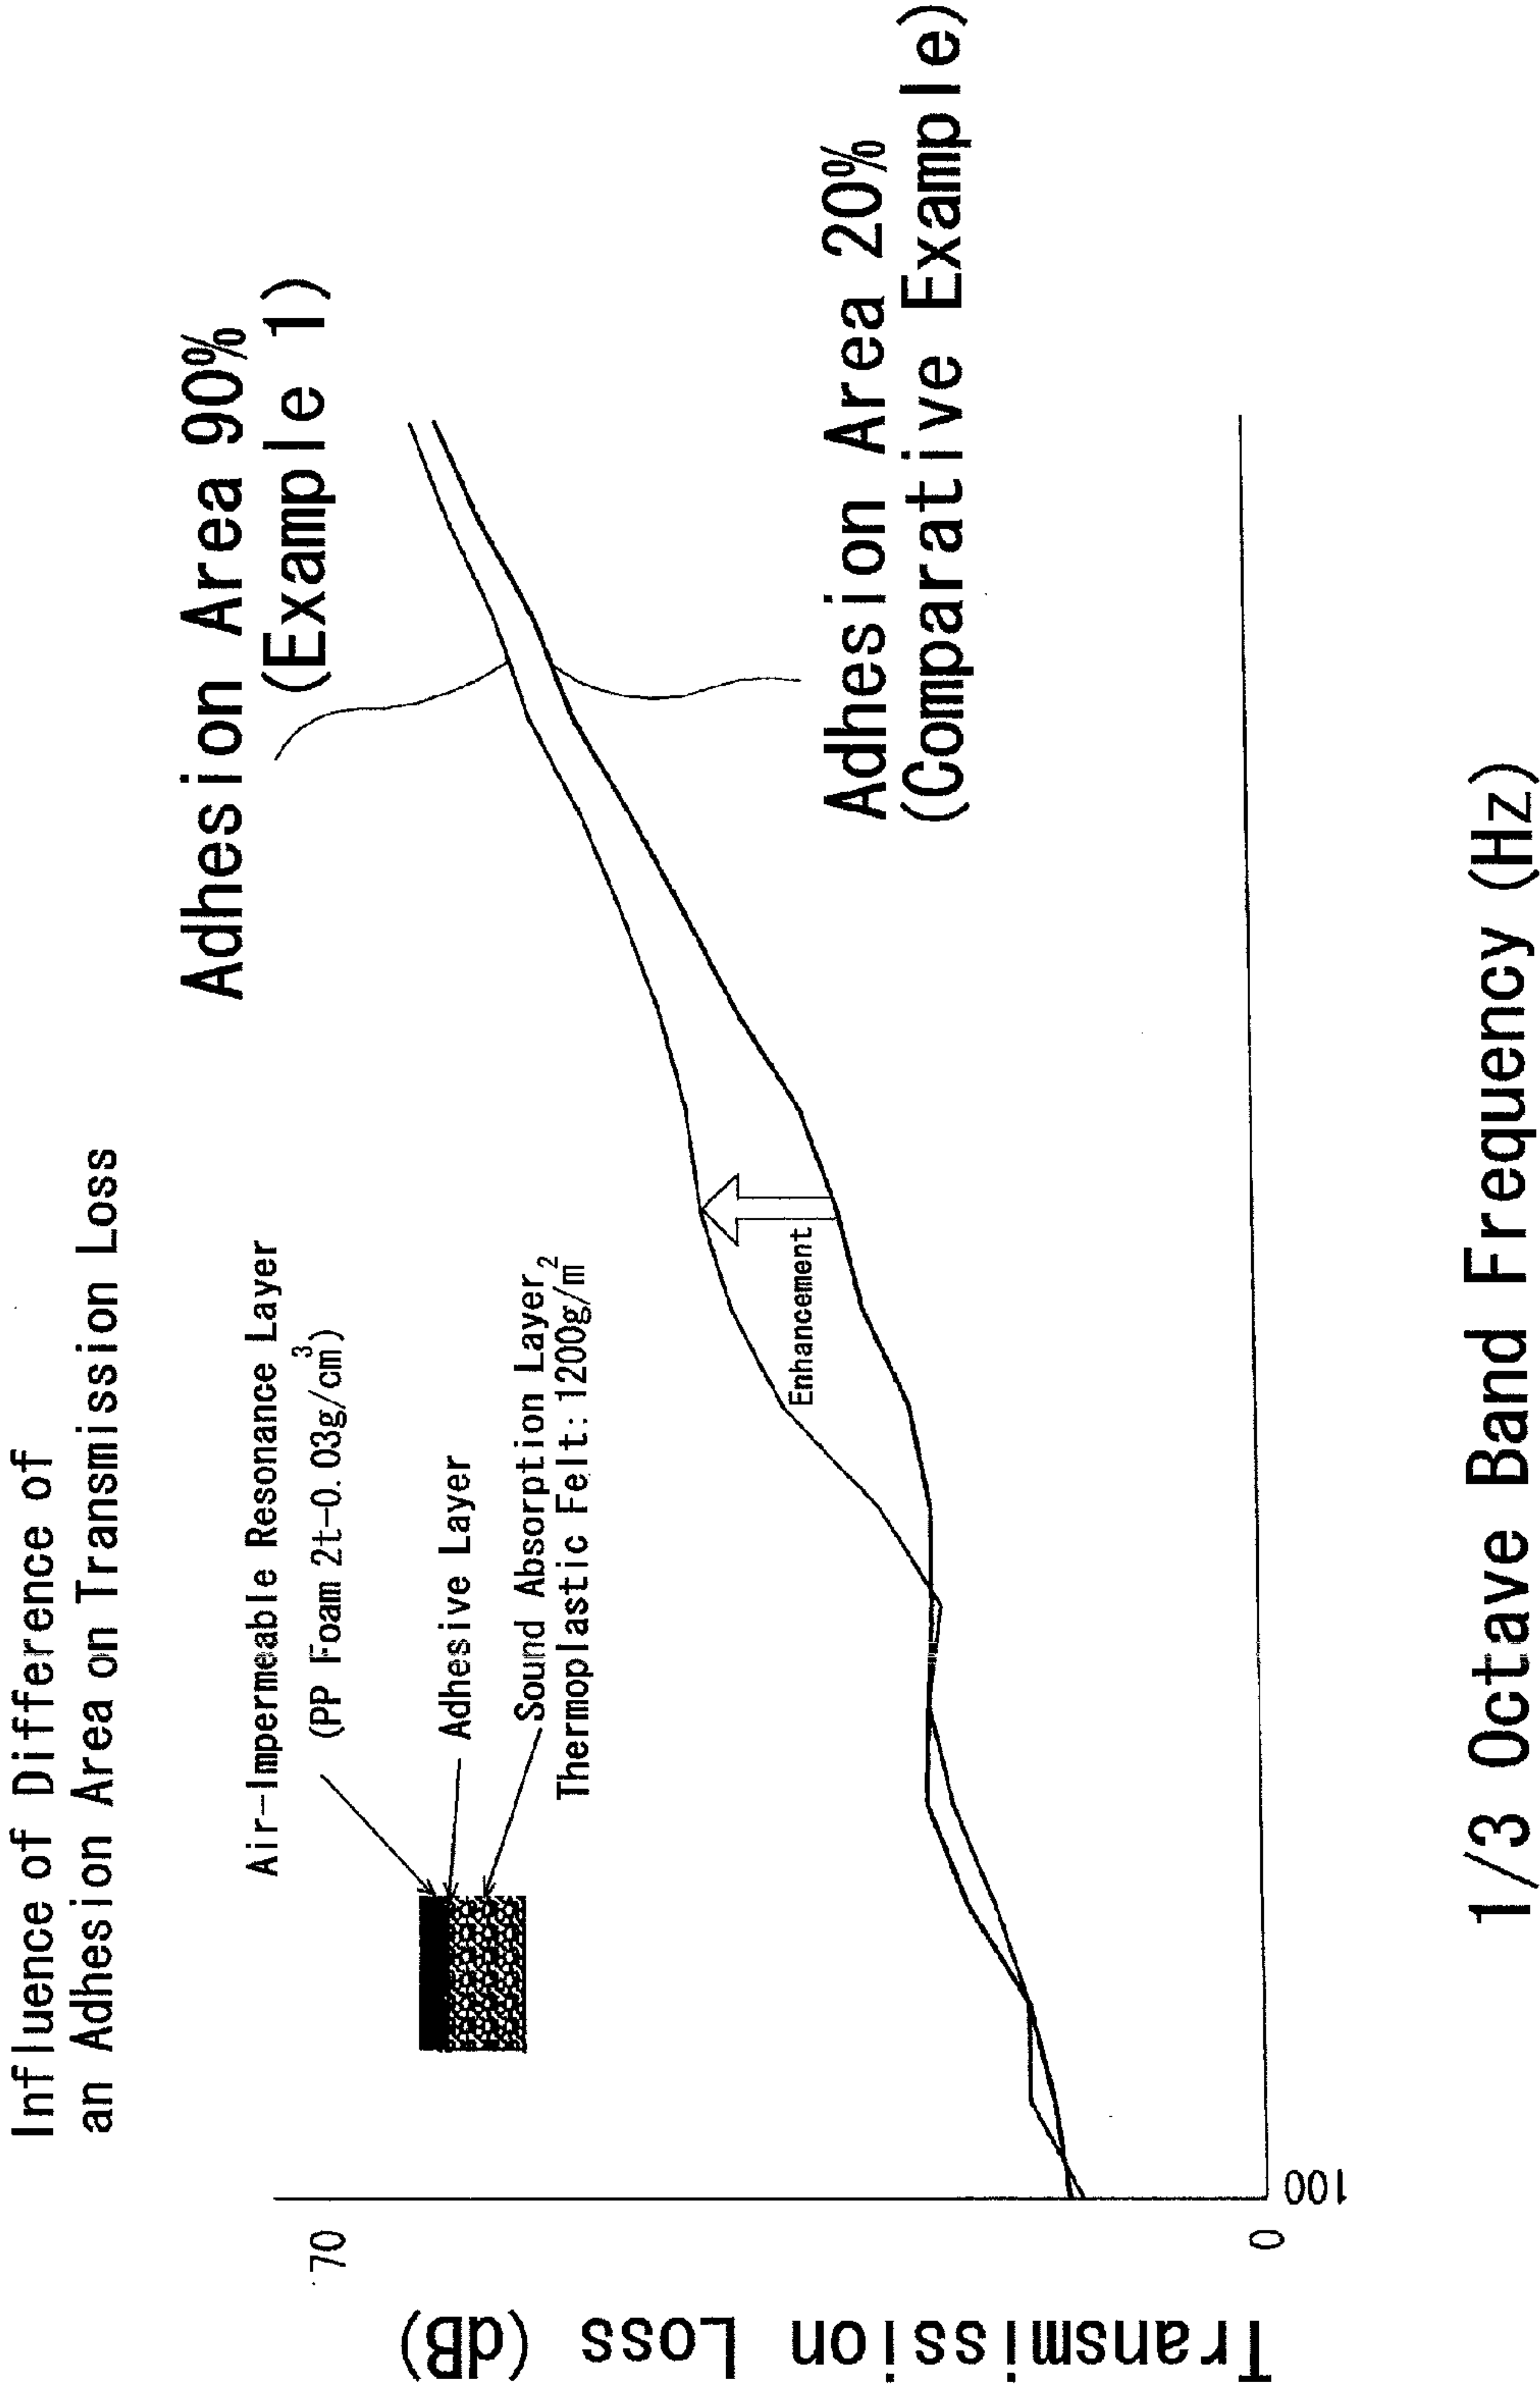 Influence of Difference of
an Adhesion Area on Transmission Loss
Air-Impermeable Resonance Layer
(PP Foam 2t-0.03g/cm³)
Adhesive Layer
Sound Absorption Layer
Thermoplastic Felt:1200g/m²
Adhesion Area 90%
(Example 1)
Enhancement
Adhesion Area 20%
(Comparative Example)
Transmission Loss (dB)
70
0
100
1/3 Octave Band Frequency (Hz)